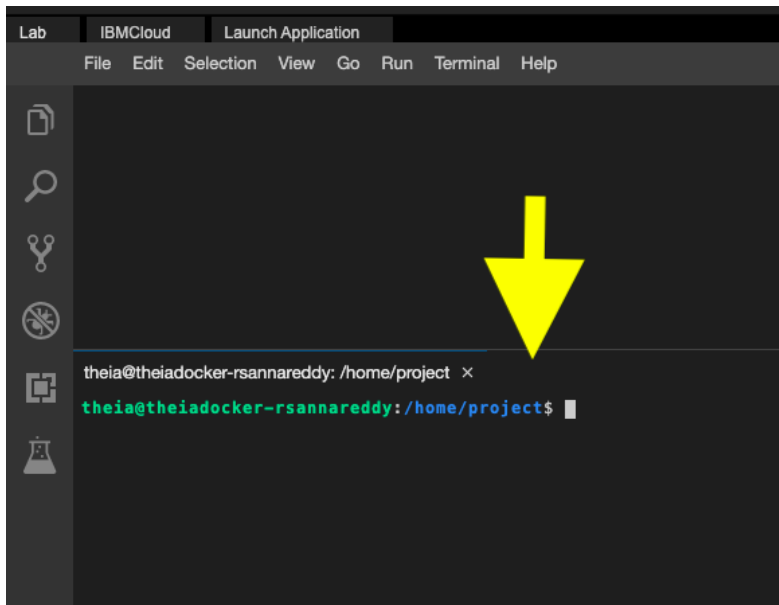 Lab IBMCloud Launch Application
File Edit Selection View Go Run Terminal Help
theia@theiadocker-rsannareddy: /home/project ×
theia@theiadocker-rsannareddy:/home/project$